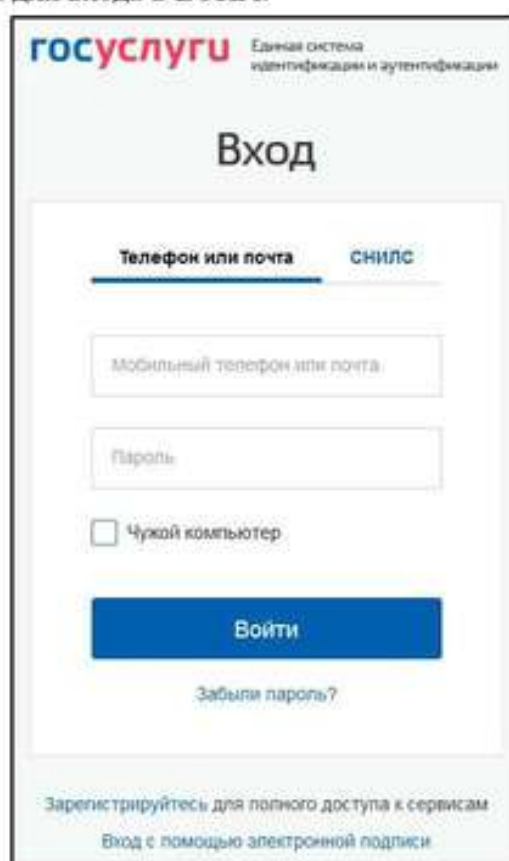 госуслуги
Единая система
идентификации и аутентификации
Вход
Телефон или почта
СНИЛС
Мобильный телефон или почта
Пароль
Чужой компьютер
Войти
Забыли пароль?
Зарегистрируйтесь для полного доступа к сервисам
Вход с помощью электронной подписи